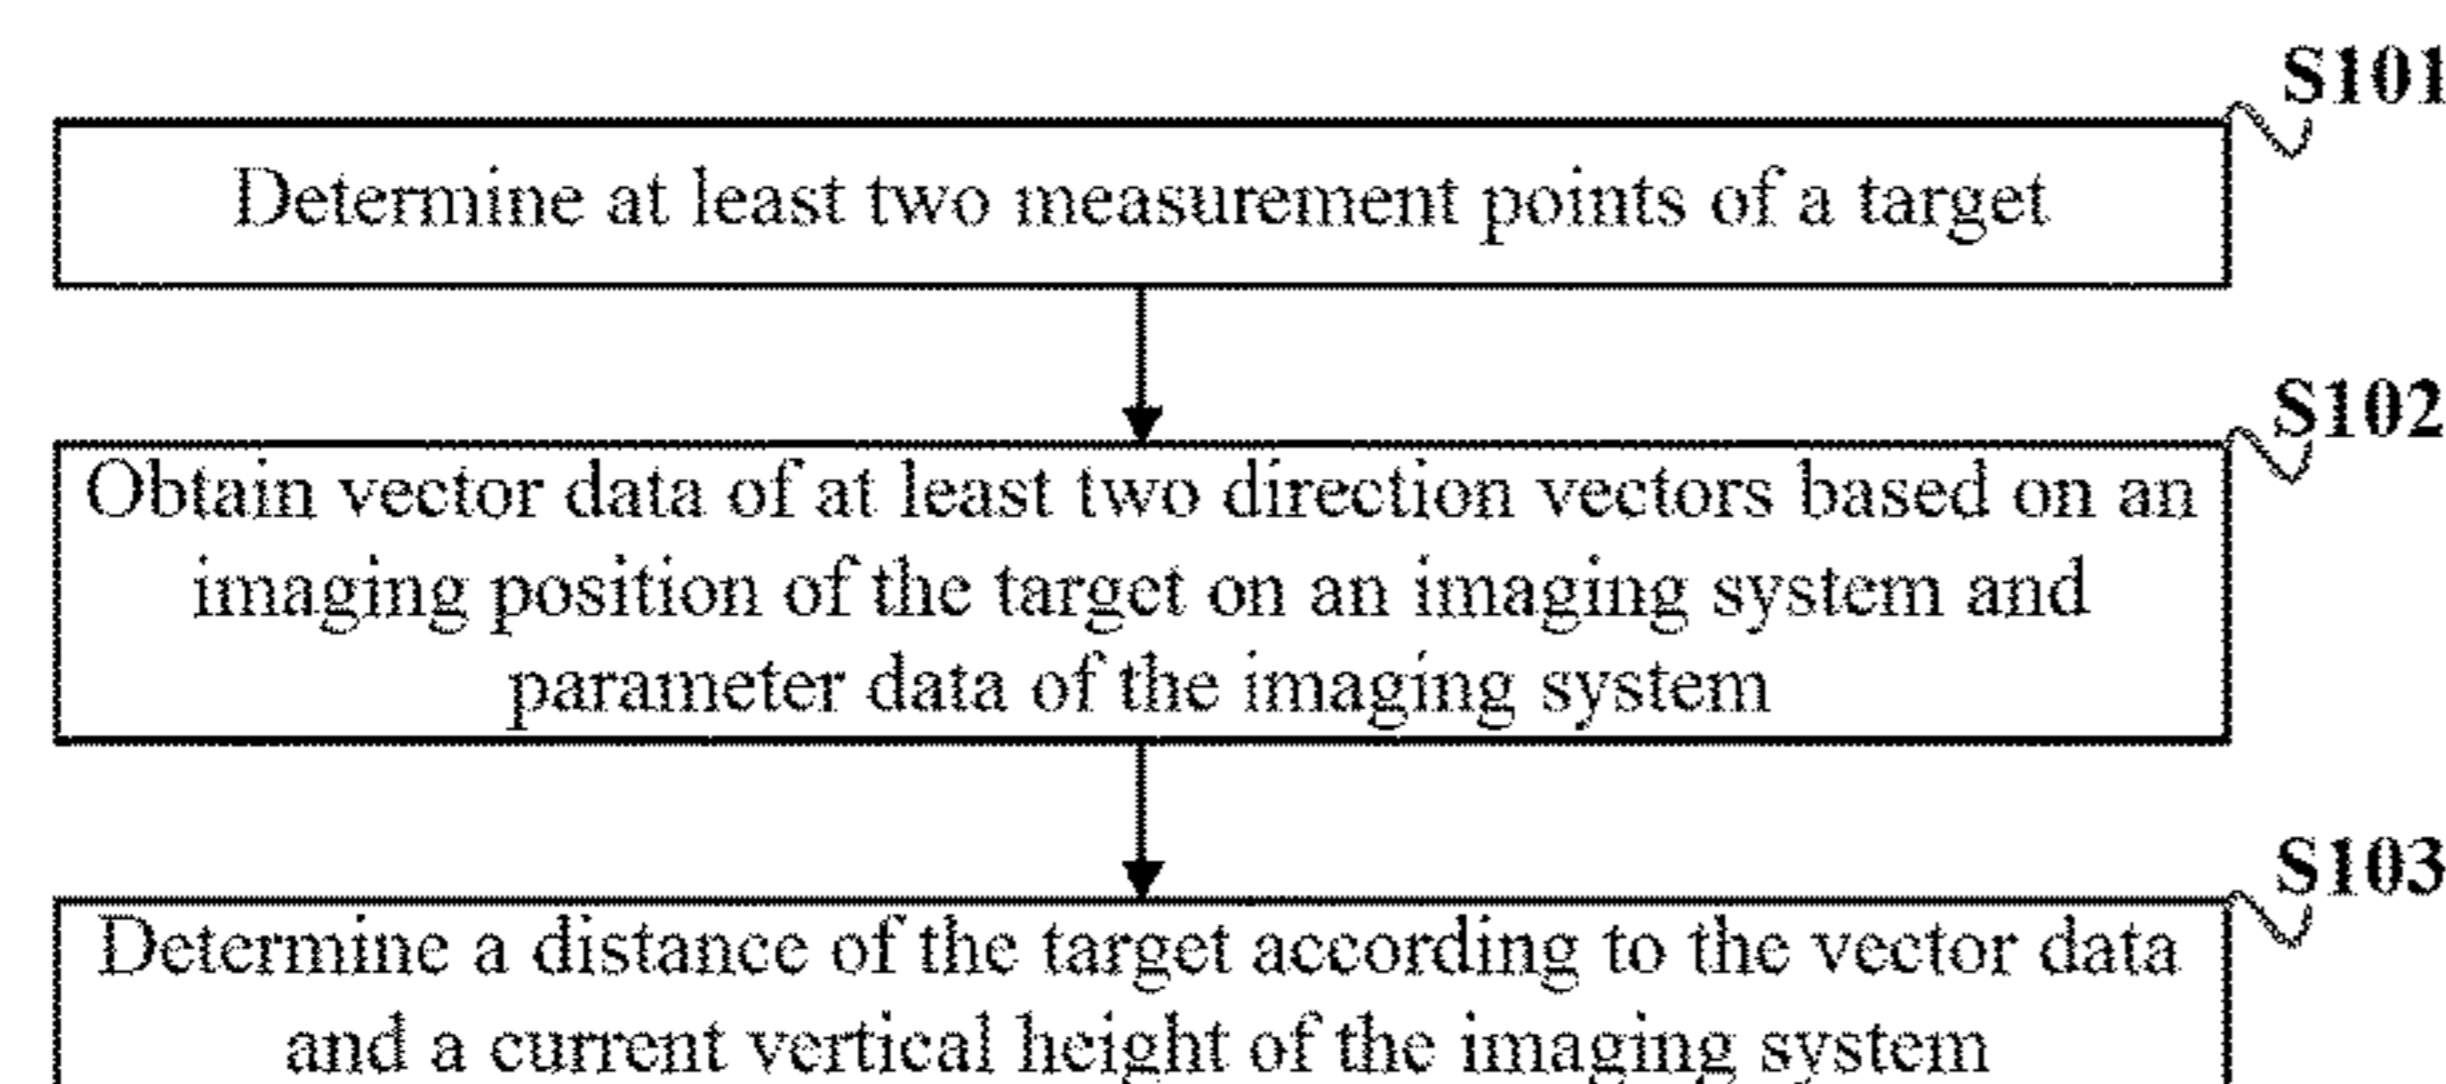 S101
Determine at least two measurement points of a target
S102
Obtain vector data of at least two direction vectors based on an
imaging position of the target on an imaging system and
parameter data of the imaging system
S103
Determine a distance of the target according to the vector data
and a current vertical height of the imaging system